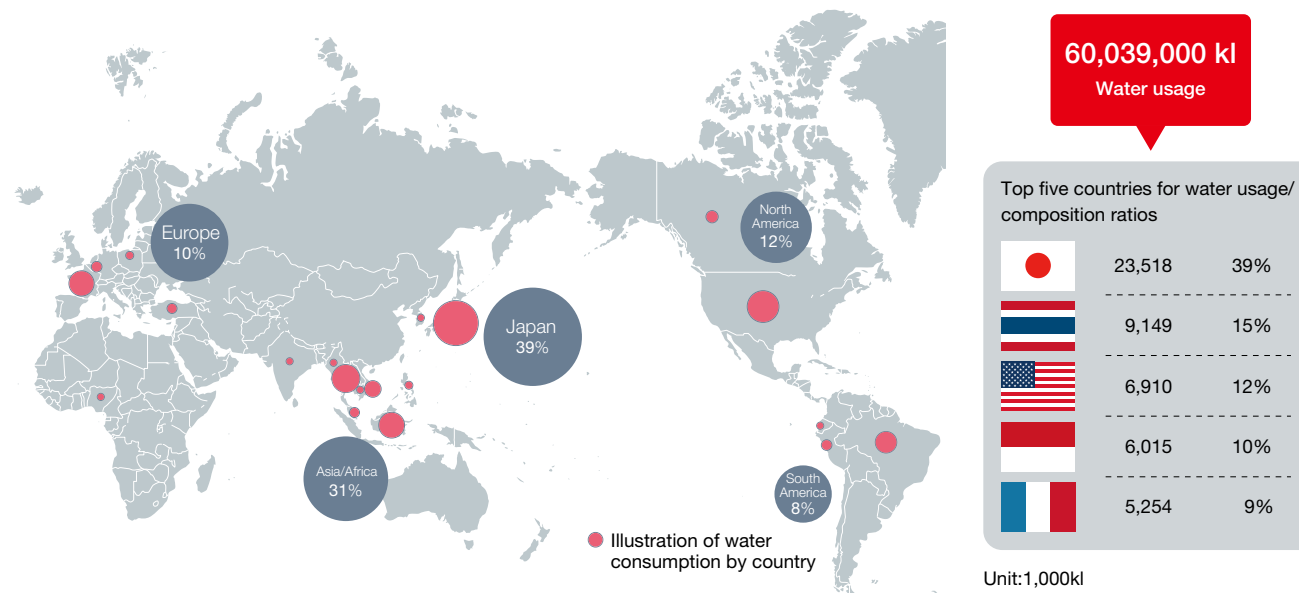 60,039,000 kl
Water usage
Top five countries for water usage/
composition ratios
23,518 39%
9,149 15%
6,910 12%
6,015 10%
5,254 9%
Unit:1,000kl
Europe
10%
North
America
12%
Japan
39%
Asia/Africa
31%
South
America
8%
Illustration of water
consumption by country